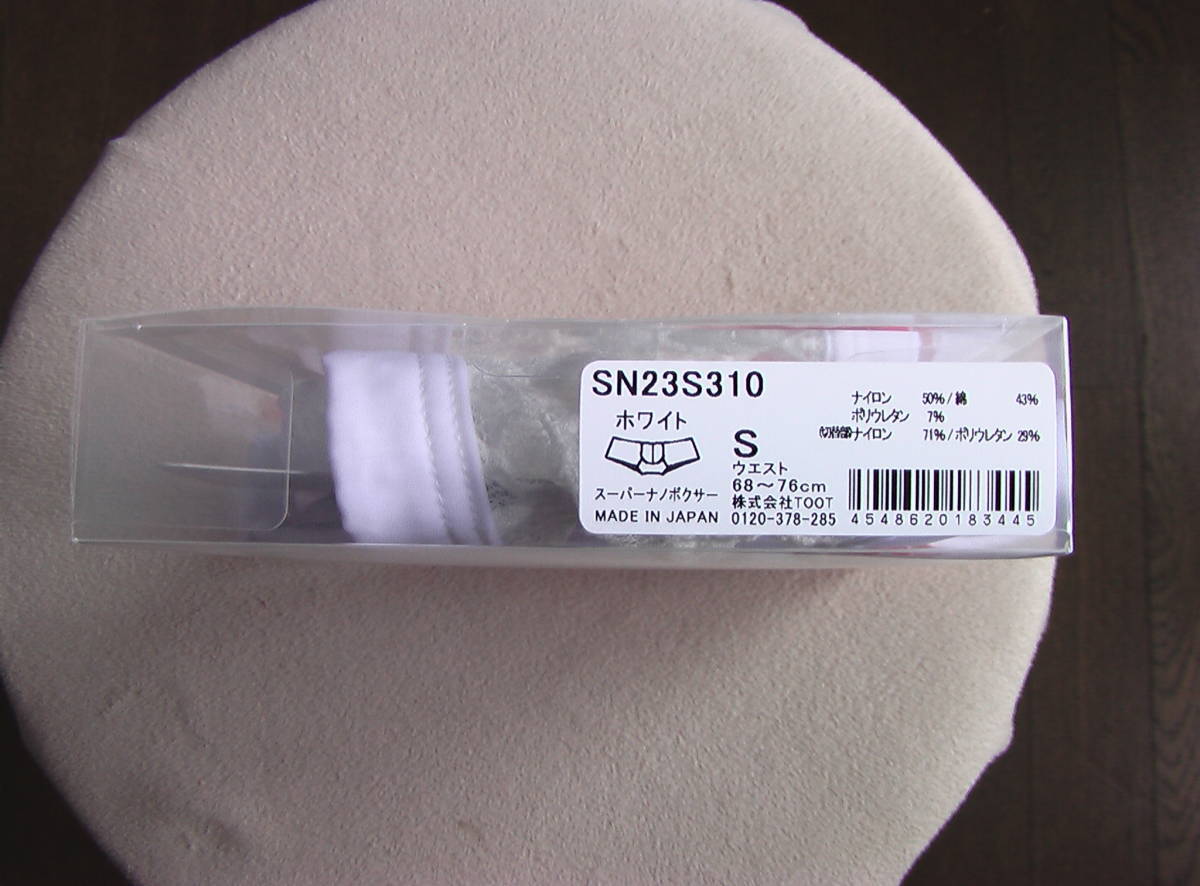 SN23S310
ホワイト
スーパーナノボクサー
MADE IN JAPAN
S
ウエスト
68～76cm
株式会社TOOT
0120-378-285
ナイロン 50%/綿 43%
ポリウレタン 7%
(切替部)ナイロン 71%/ポリウレタン 29%
4548620183445